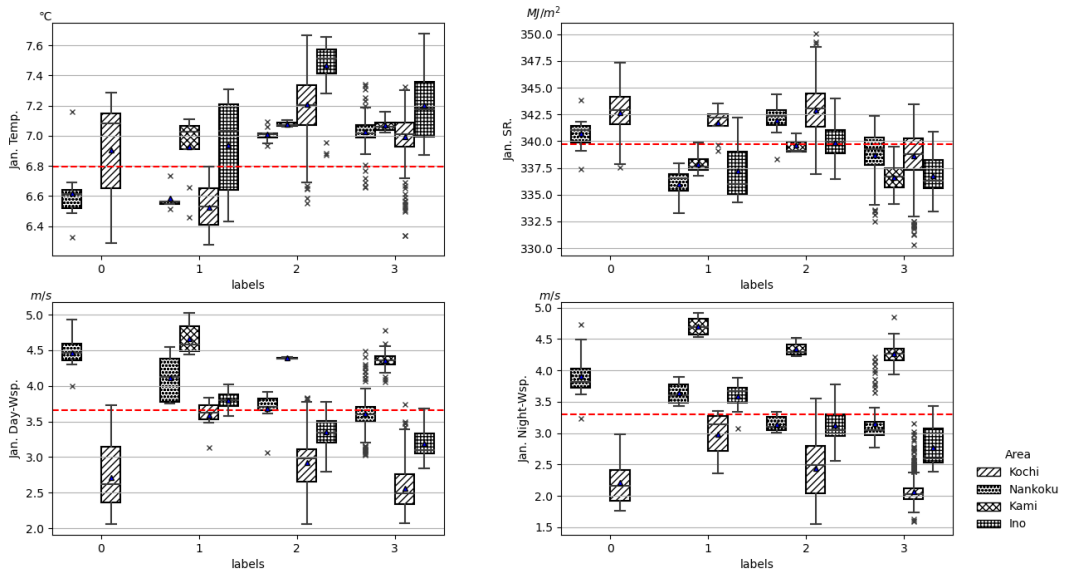 °C
Jan. Temp.
7.6
7.4
7.2
7.0
6.8
6.6
6.4
0 1 2 3
labels
MJ/m²
Jan. SR.
350.0
347.5
345.0
342.5
340.0
337.5
335.0
332.5
330.0
0 1 2 3
labels
m/s
Jan. Day-Wsp.
5.0
4.5
4.0
3.5
3.0
2.5
2.0
0 1 2 3
labels
m/s
Jan. Night-Wsp.
5.0
4.5
4.0
3.5
3.0
2.5
2.0
1.5
0 1 2 3
labels
Area
Kochi
Nankoku
Kami
Ino